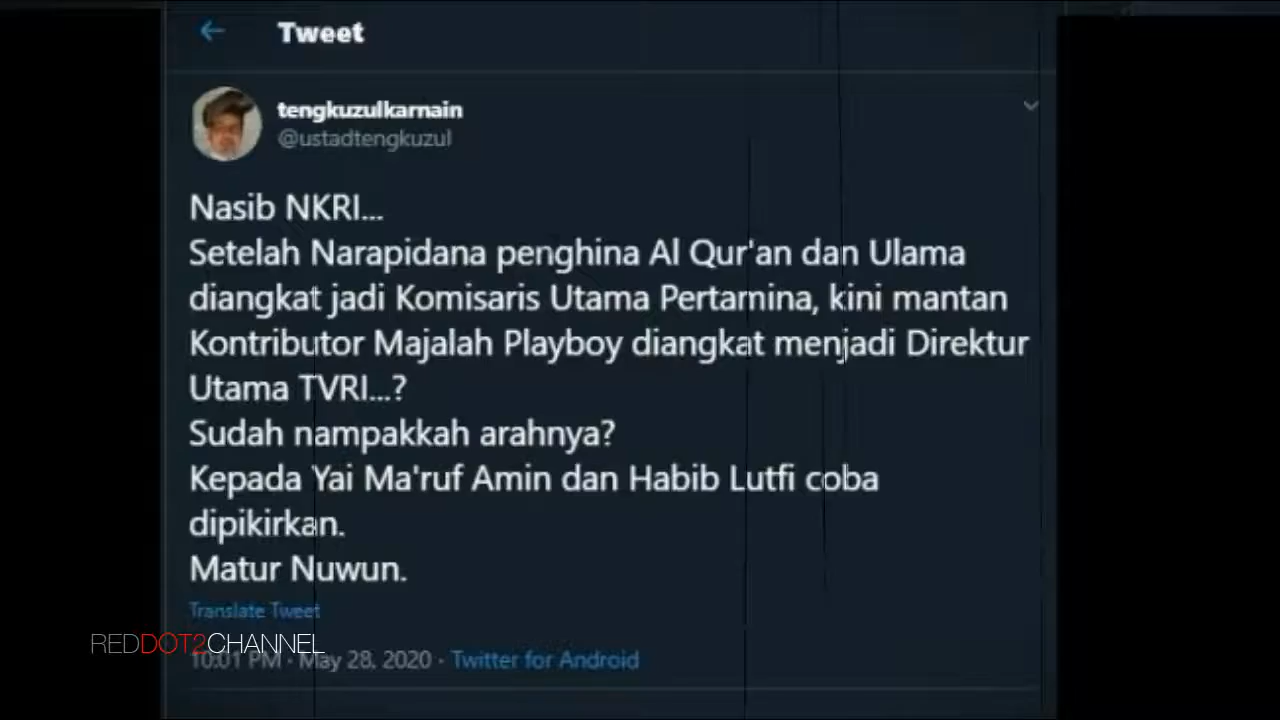 Tweet
tengkuzulkarnain
@ustadtengkuzul
Nasib NKRI...
Setelah Narapidana penghina Al Qur'an dan Ulama
diangkat jadi Komisaris Utama Pertamina, kini mantan
Kontributor Majalah Playboy diangkat menjadi Direktur
Utama TVRI...?
Sudah nampakkah arahnya?
Kepada Yai Ma'ruf Amin dan Habib Lutfi coba
dipikirkan.
Matur Nuwun.
Translate Tweet
REDDOT2CHANNEL
10:01 PM · May 28, 2020 · Twitter for Android